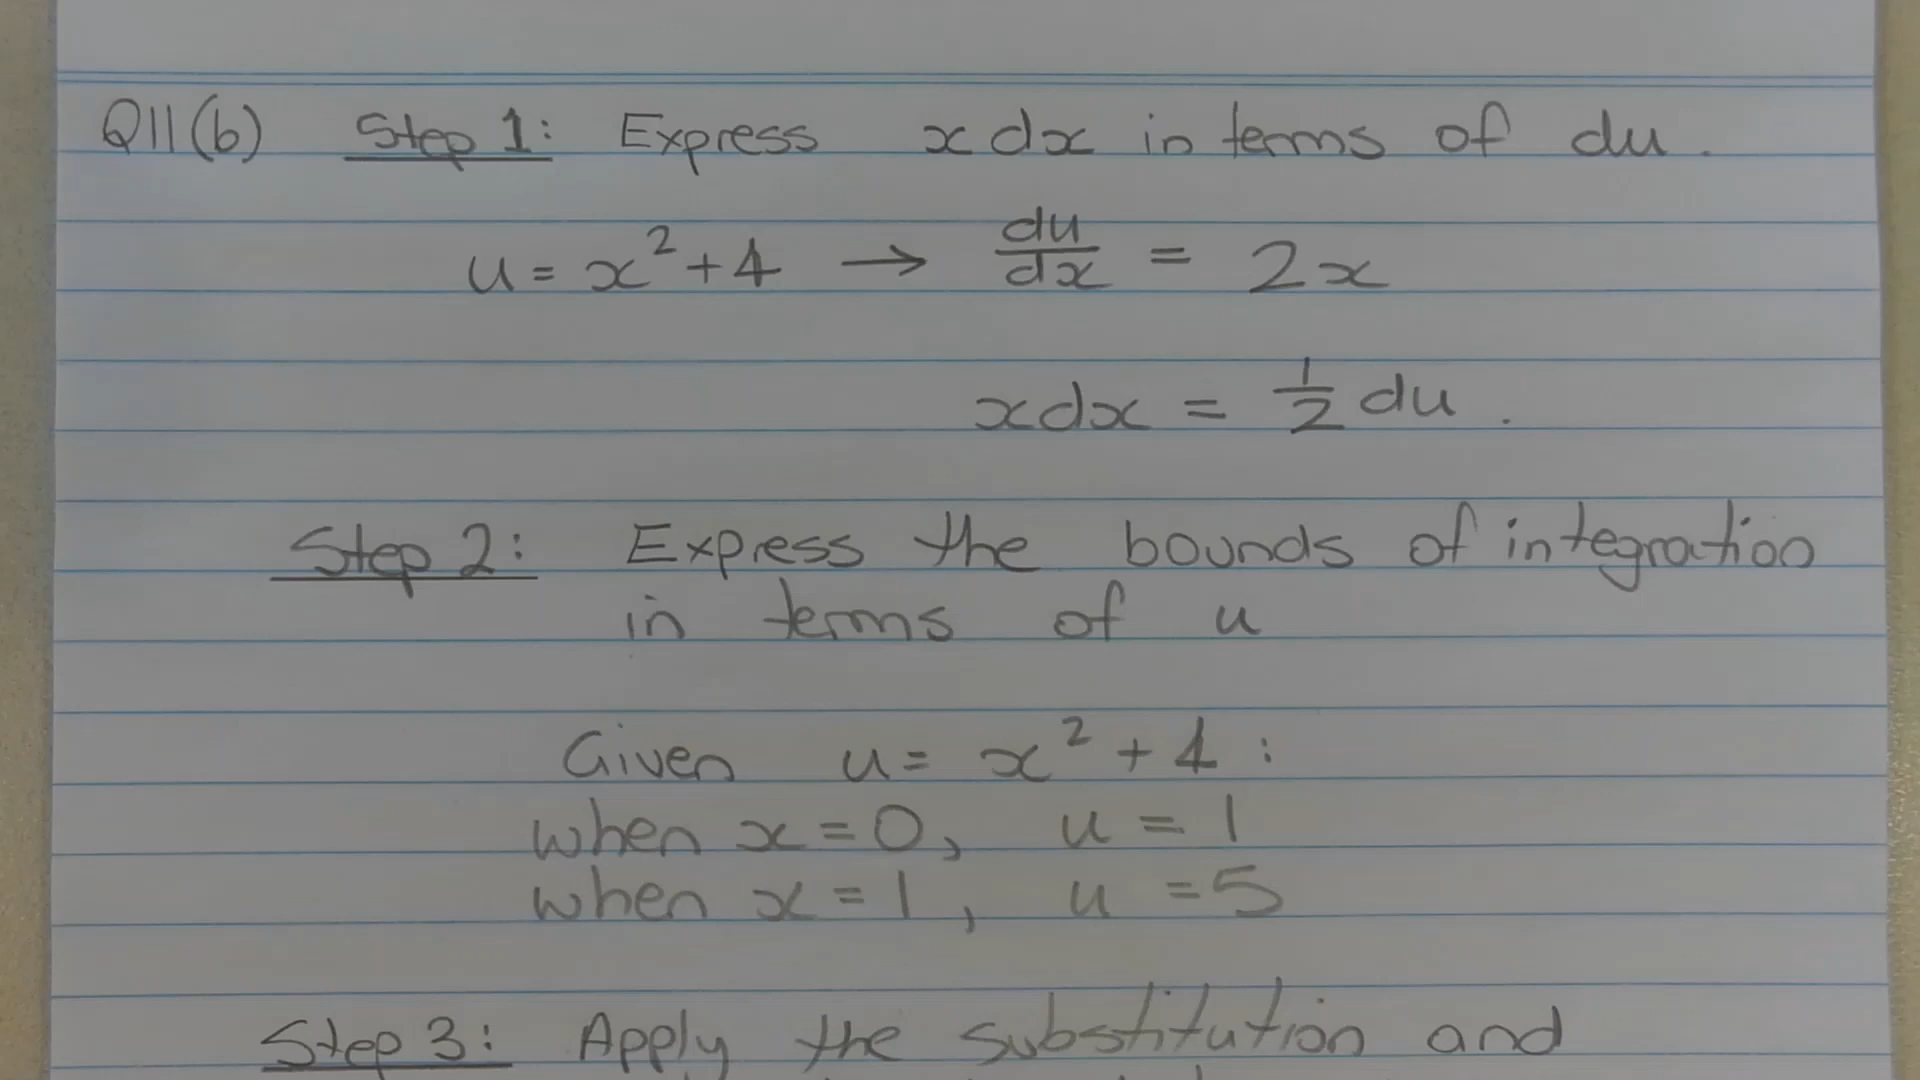 Q11(b) Step 1: Express x dx in terms of du.
u = x² + 4 → du/dx = 2x
xdx = 1/2 du.
Step 2: Express the bounds of integration
in terms of u
Given u = x² + 4 :
when x = 0, u = 1
when x = 1, u = 5
Step 3: Apply the substitution and